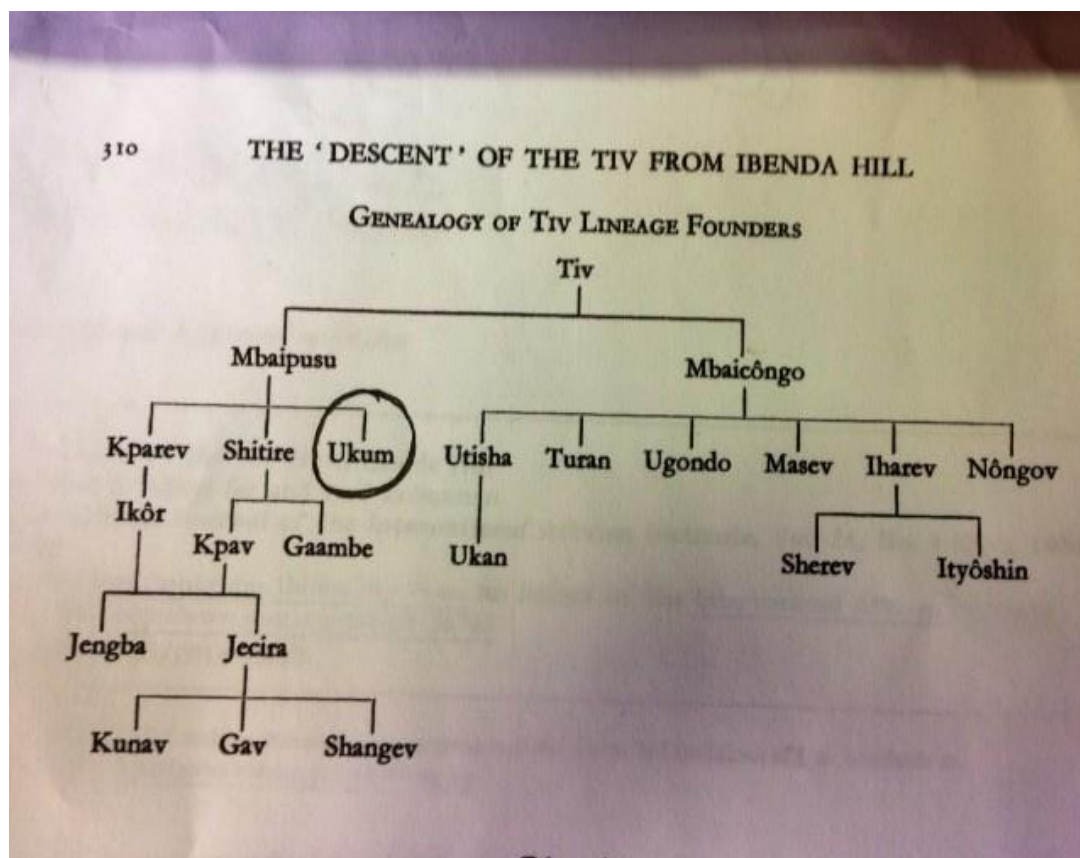 310 THE ‘DESCENT’ OF THE TIV FROM IBENDA HILL
GENEALOGY OF TIV LINEAGE FOUNDERS
Tiv
Mbaipusu Mbaicôngo
Kparev Shitire Ukum Utisha Turan Ugondo Masev Iharev Nôngov
Ikôr Kpav Gaambe Ukan Sherev Ityôshin
Jengba Jecira
Kunav Gav Shangev